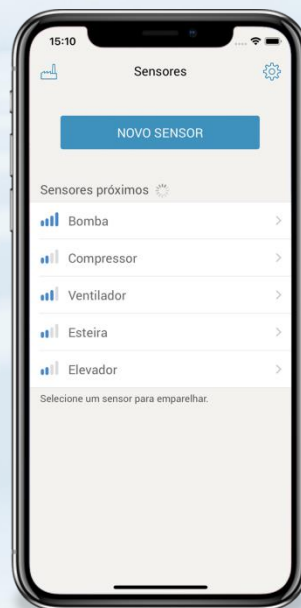 15:10
Sensores
NOVO SENSOR
Sensores próximos
Bomba
Compressor
Ventilador
Esteira
Elevador
Selecione um sensor para emparelhar.